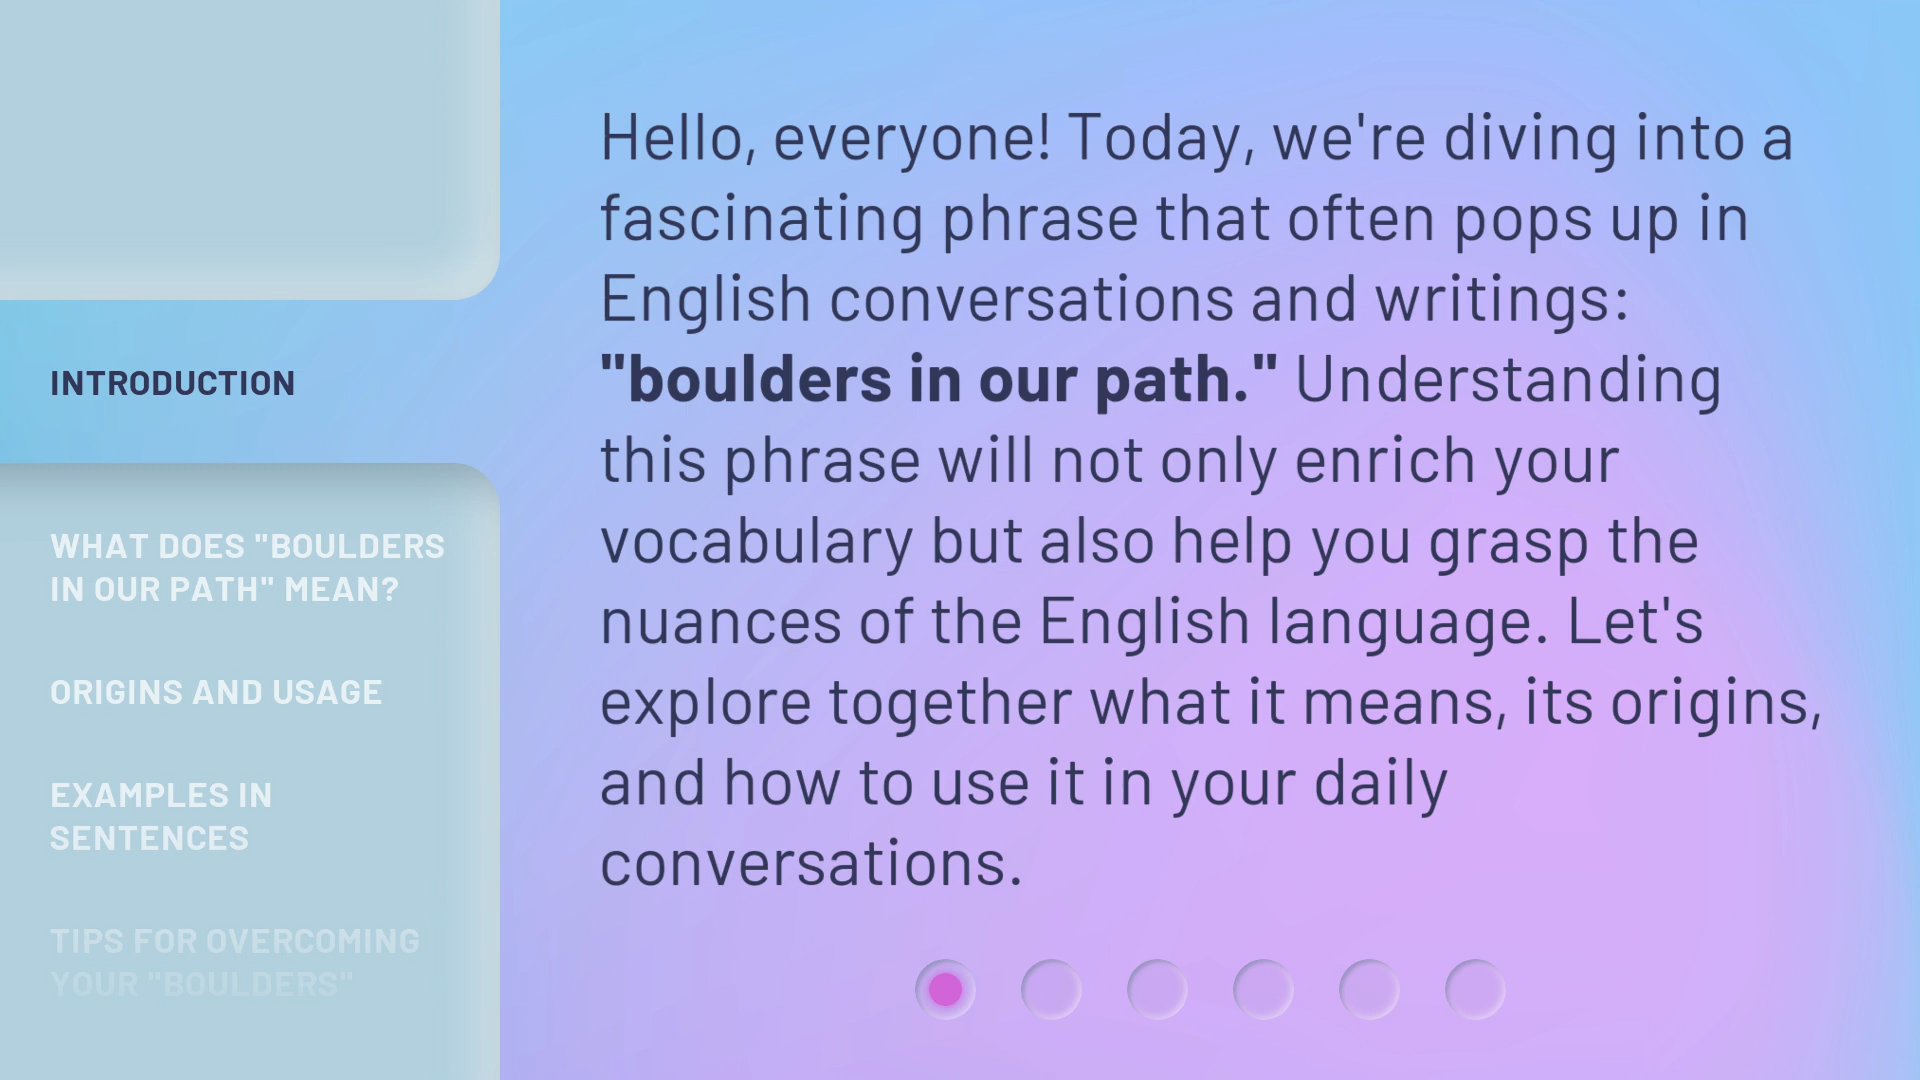 INTRODUCTION
WHAT DOES "BOULDERS
IN OUR PATH" MEAN?
ORIGINS AND USAGE
EXAMPLES IN
SENTENCES
TIPS FOR OVERCOMING
YOUR "BOULDERS"
Hello, everyone! Today, we're diving into a
fascinating phrase that often pops up in
English conversations and writings:
"boulders in our path." Understanding
this phrase will not only enrich your
vocabulary but also help you grasp the
nuances of the English language. Let's
explore together what it means, its origins,
and how to use it in your daily
conversations.